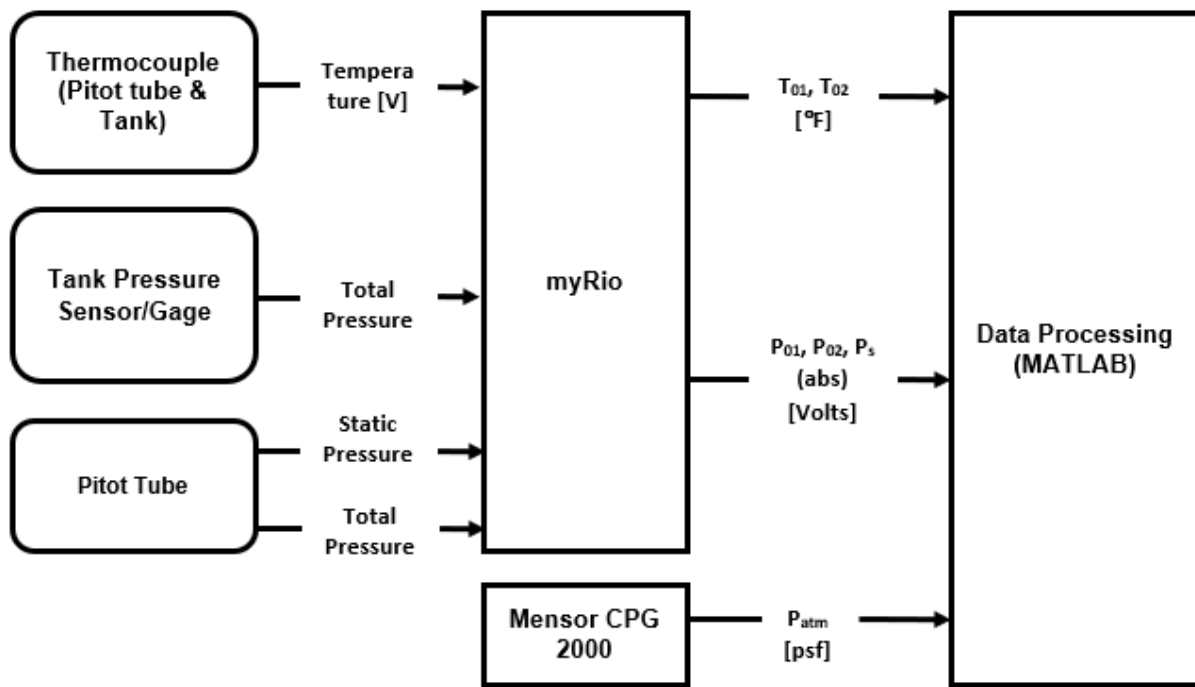 Thermocouple
(Pitot tube &
Tank)
Tempera
ture [V]
Tank Pressure
Sensor/Gage
Total
Pressure
Pitot Tube
Static
Pressure
Total
Pressure
myRio
Mensor CPG
2000
T₀₁, T₀₂
[°F]
P₀₁, P₀₂, Pₛ
(abs)
[Volts]
Pₐₜₘ
[psf]
Data Processing
(MATLAB)